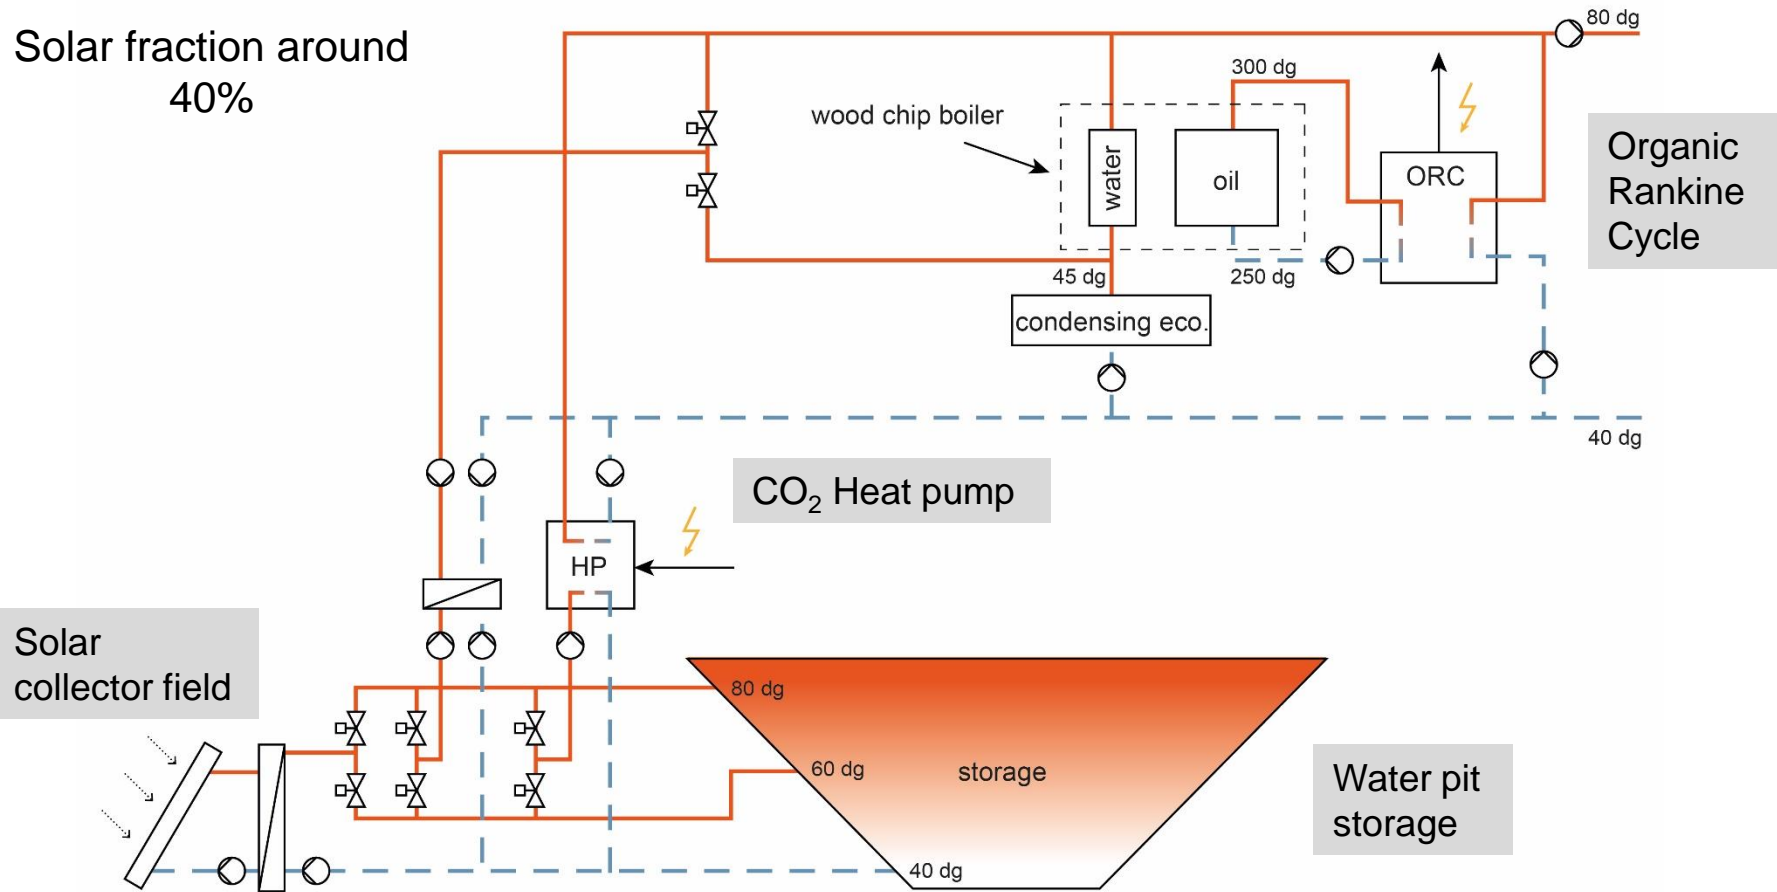 Solar fraction around
40%
80 dg
300 dg
wood chip boiler
water
oil
ORC
Organic
Rankine
Cycle
45 dg
250 dg
condensing eco.
40 dg
CO₂ Heat pump
HP
Solar
collector field
80 dg
60 dg
storage
Water pit
storage
40 dg